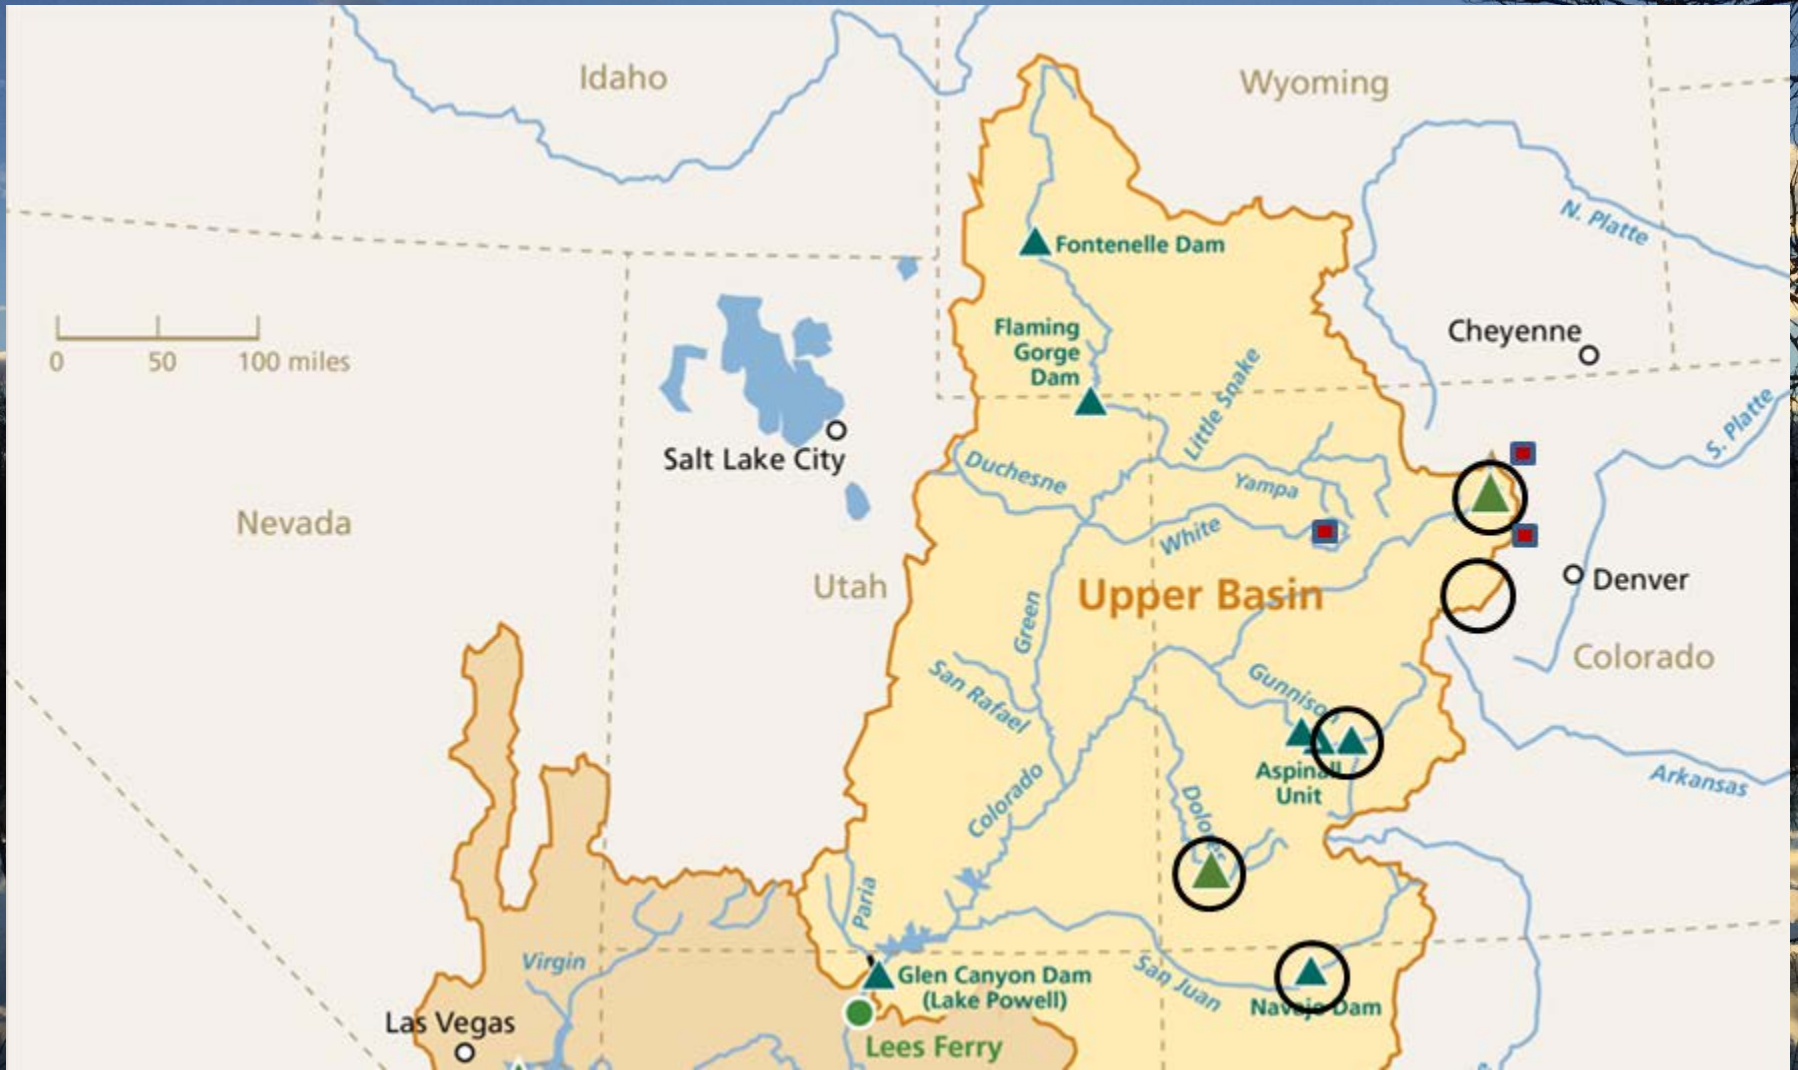 Idaho
Wyoming
N. Platte
Fontenelle Dam
Flaming
Gorge
Dam
Cheyenne
0 50 100 miles
Little Snake
S. Platte
Salt Lake City
Duchesne
Yampa
Nevada
White
Utah
Upper Basin
Denver
Green
Colorado
San Rafael
Gunnison
Aspinall
Unit
Arkansas
Colorado
Dolores
Paria
Virgin
Glen Canyon Dam
(Lake Powell)
San Juan
Navajo Dam
Las Vegas
Lees Ferry